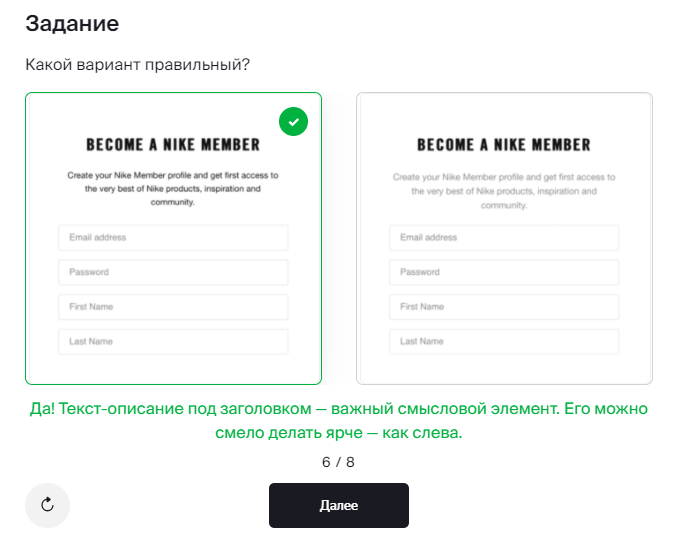 Задание
Какой вариант правильный?
BECOME A NIKE MEMBER
Create your Nike Member profile and get first access to
the very best of Nike products, inspiration and
community.
Email address
Password
First Name
Last Name
BECOME A NIKE MEMBER
Create your Nike Member profile and get first access to
the very best of Nike products, inspiration and
community.
Email address
Password
First Name
Last Name
Да! Текст-описание под заголовком — важный смысловой элемент. Его можно
смело делать ярче — как слева.
6 / 8
Далее